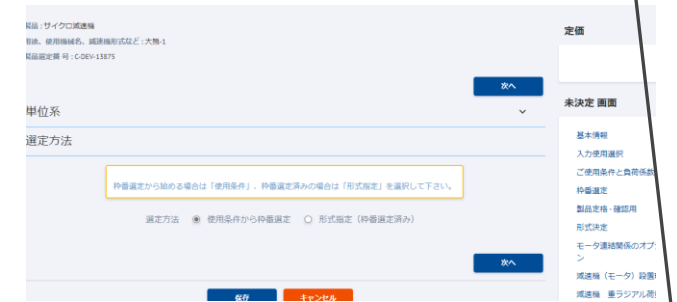 製品 : サイクロ減速機
用途、使用機械名、減速機形式など : 大物-1
製品選定番 号 : C-DEV-13875
次へ
単位系
選定方法
枠番選定から始める場合は「使用条件」、枠番選定済みの場合は「形式指定」を選択して下さい。
選定方法 使用条件から枠番選定 形式指定（枠番選定済み）
次へ
保存 キャンセル
定価
未決定 画面
基本情報
入力使用選択
ご使用条件と負荷係数
枠番選定
製品定格・確認用
形式決定
モータ連結関係のオプ
ン
減速機（モータ）設置
減速機 重ラジアル荷